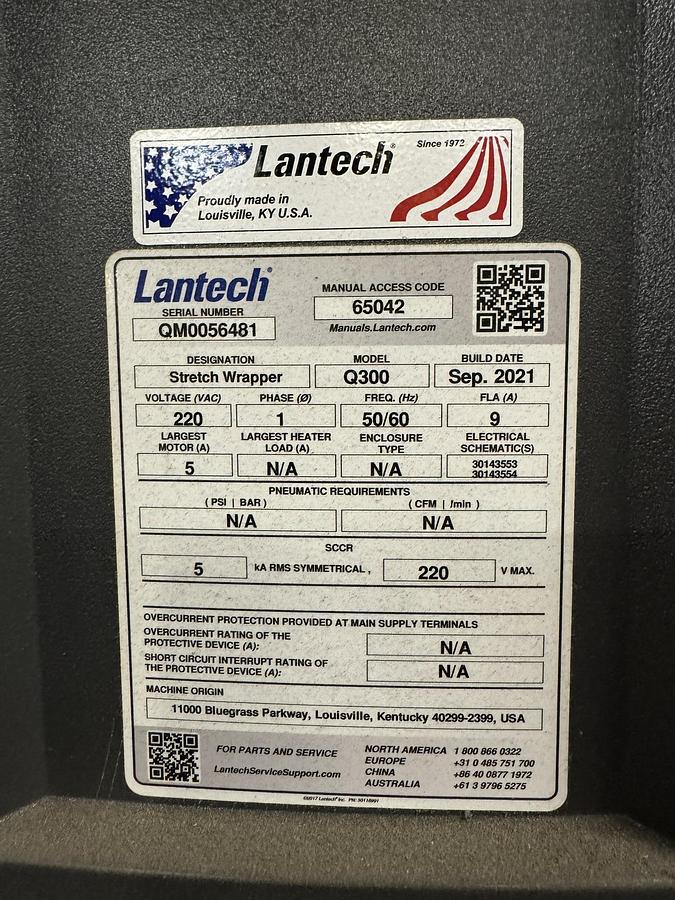 Lantech®
Since 1972
Proudly made in
Louisville, KY U.S.A.
Lantech®
SERIAL NUMBER
QM0056481
MANUAL ACCESS CODE
65042
Manuals.Lantech.com
DESIGNATION MODEL BUILD DATE
Stretch Wrapper Q300 Sep. 2021
VOLTAGE (VAC) PHASE (Ø) FREQ. (Hz) FLA (A)
220 1 50/60 9
LARGEST MOTOR (A) LARGEST HEATER LOAD (A) ENCLOSURE TYPE ELECTRICAL SCHEMATIC(S)
5 N/A N/A 30143553
30143554
PNEUMATIC REQUIREMENTS
( PSI | BAR ) ( CFM | l/min )
N/A N/A
SCCR
5 kA RMS SYMMETRICAL , 220 V MAX.
OVERCURRENT PROTECTION PROVIDED AT MAIN SUPPLY TERMINALS
OVERCURRENT RATING OF THE
PROTECTIVE DEVICE (A): N/A
SHORT CIRCUIT INTERRUPT RATING OF
THE PROTECTIVE DEVICE (A): N/A
MACHINE ORIGIN
11000 Bluegrass Parkway, Louisville, Kentucky 40299-2399, USA
FOR PARTS AND SERVICE
LantechServiceSupport.com
NORTH AMERICA 1 800 866 0322
EUROPE +31 0 485 751 700
CHINA +86 40 0877 1972
AUSTRALIA +61 3 9796 5275
©2017 Lantech® Inc.